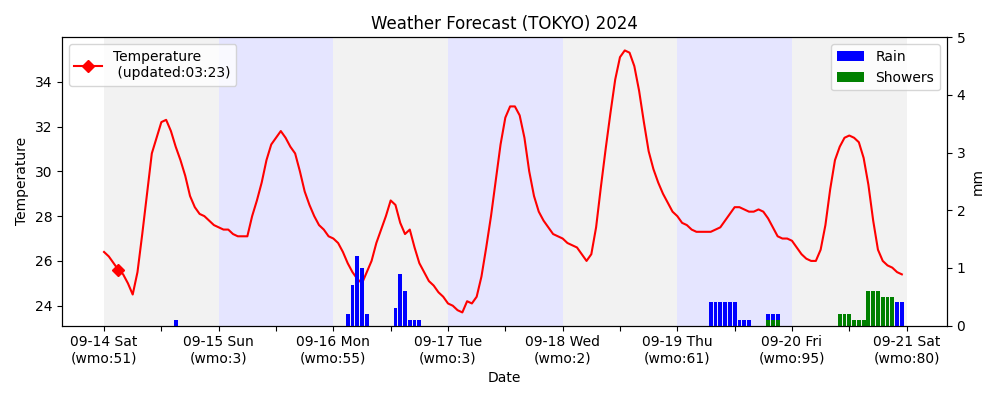 Weather Forecast (TOKYO) 2024
Temperature
(updated:03:23)
Rain
Showers
Temperature
34
32
30
28
26
24
5
4
3
2
1
0
mm
09-14 Sat
(wmo:51)
09-15 Sun
(wmo:3)
09-16 Mon
(wmo:55)
09-17 Tue
(wmo:3)
09-18 Wed
(wmo:2)
09-19 Thu
(wmo:61)
09-20 Fri
(wmo:95)
09-21 Sat
(wmo:80)
Date